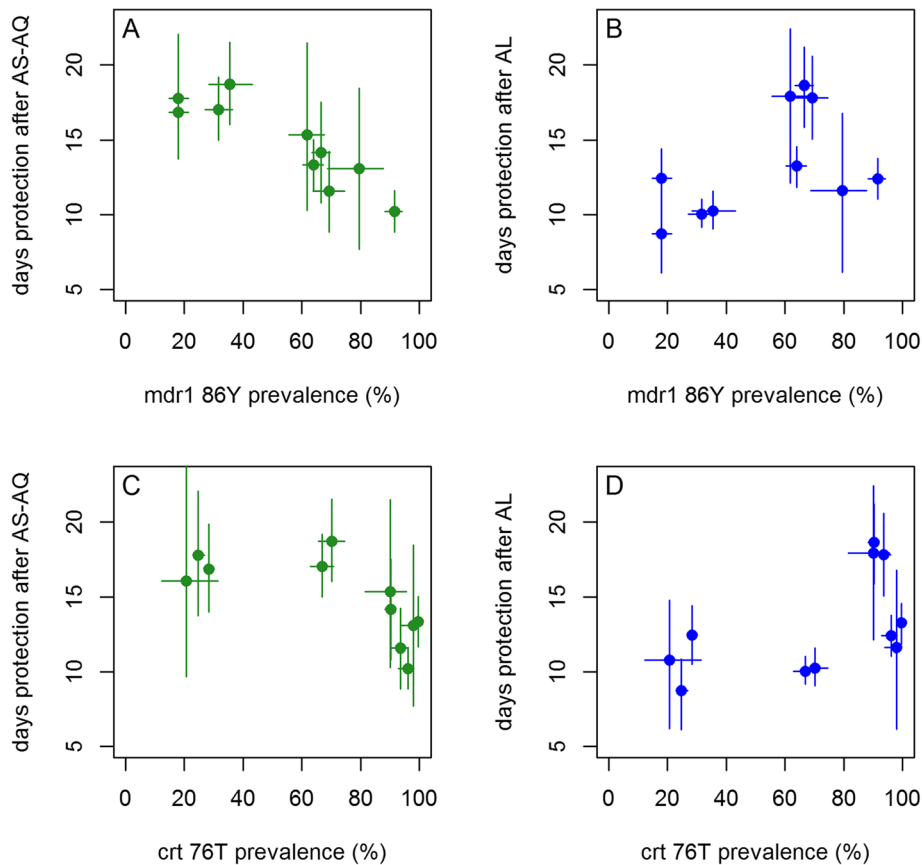 A
days protection after AS-AQ
5 10 15 20
0 20 40 60 80 100
mdr1 86Y prevalence (%)
B
days protection after AL
5 10 15 20
0 20 40 60 80 100
mdr1 86Y prevalence (%)
C
days protection after AS-AQ
5 10 15 20
0 20 40 60 80 100
crt 76T prevalence (%)
D
days protection after AL
5 10 15 20
0 20 40 60 80 100
crt 76T prevalence (%)